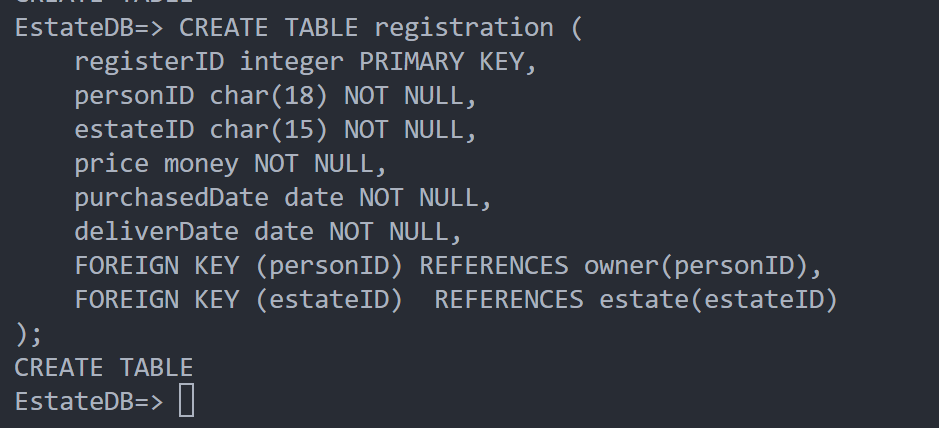 CREATE TABLE
EstateDB=> CREATE TABLE registration (
    registerID integer PRIMARY KEY,
    personID char(18) NOT NULL,
    estateID char(15) NOT NULL,
    price money NOT NULL,
    purchasedDate date NOT NULL,
    deliverDate date NOT NULL,
    FOREIGN KEY (personID) REFERENCES owner(personID),
    FOREIGN KEY (estateID)  REFERENCES estate(estateID)
);
CREATE TABLE
EstateDB=>